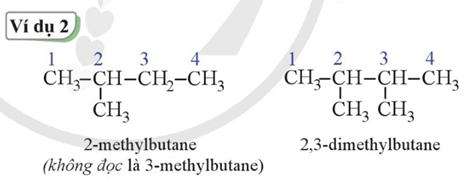 Ví dụ 2
1 2 3 4
CH₃–CH–CH₂–CH₃
CH₃
2-methylbutane
(không đọc là 3-methylbutane)
1 2 3 4
CH₃–CH–CH–CH₃
CH₃ CH₃
2,3-dimethylbutane